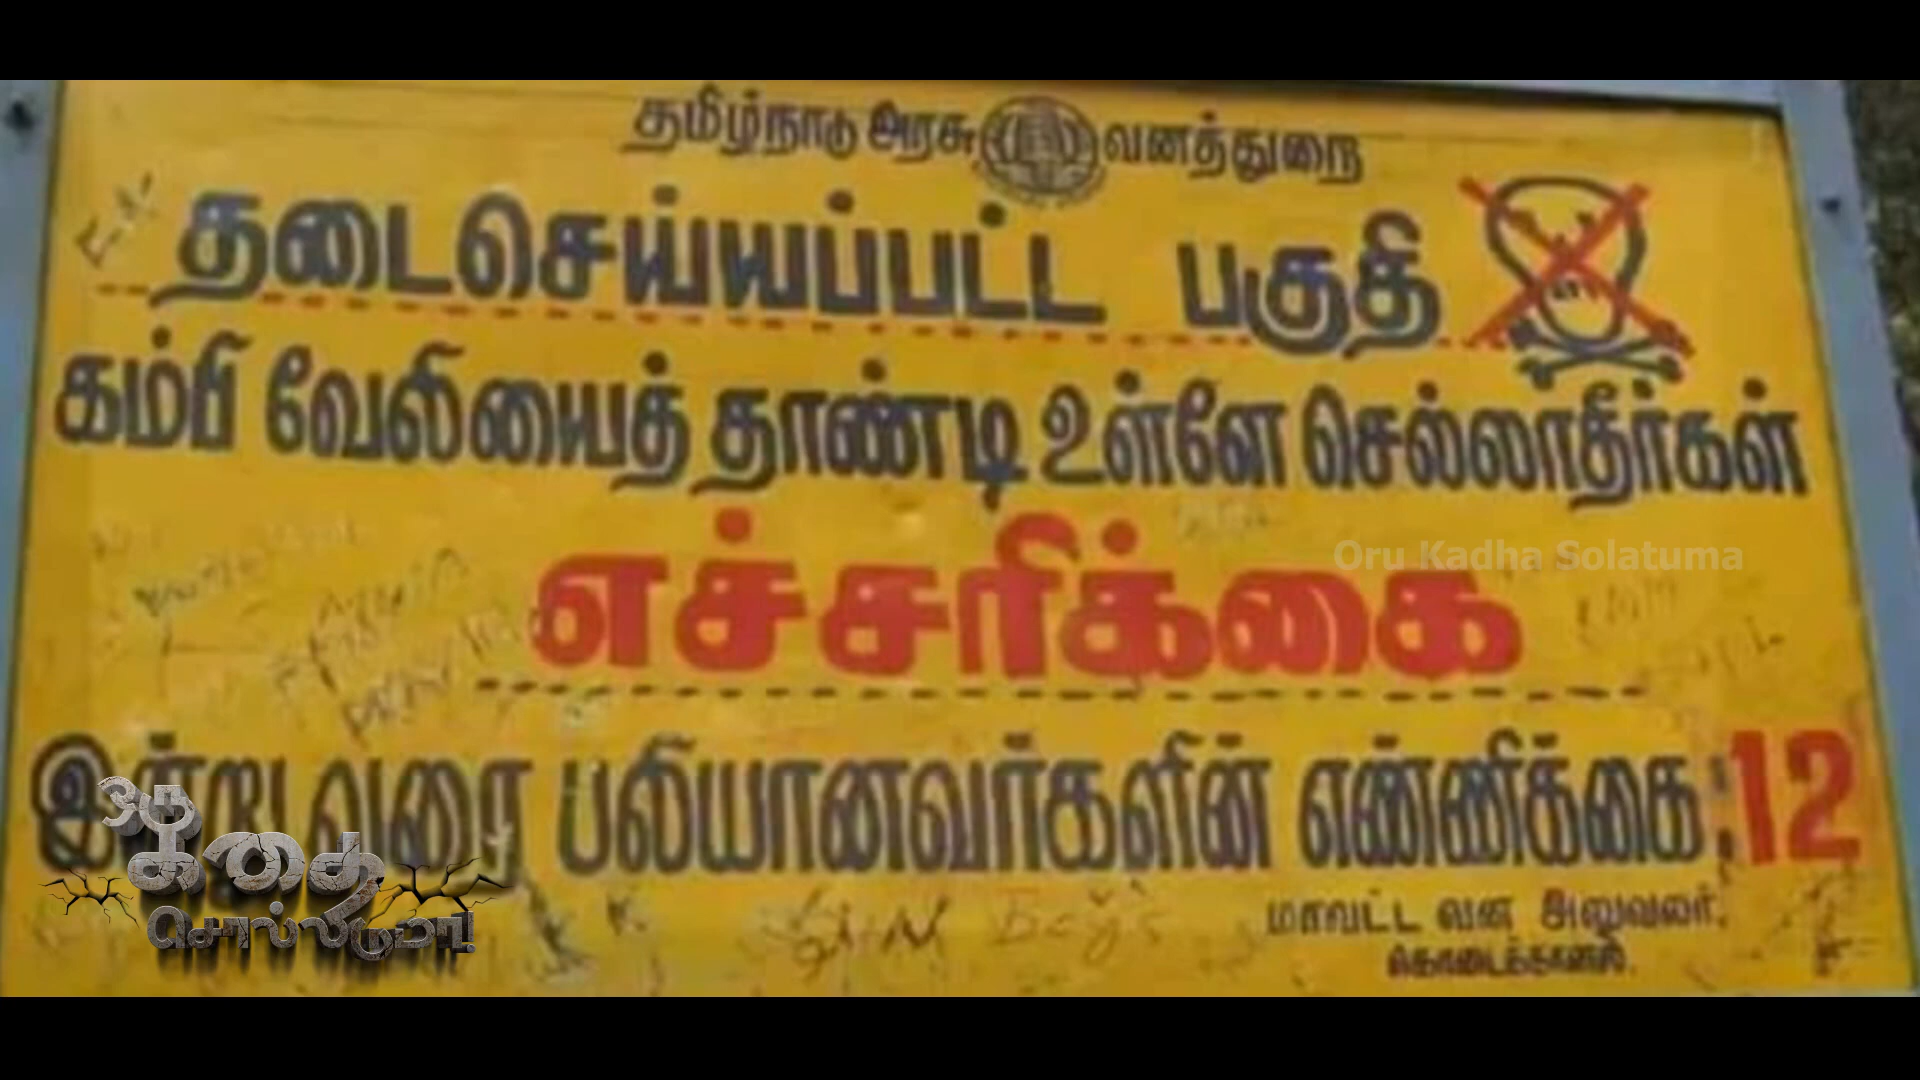 தமிழ்நாடு அரசு வனத்துறை
தடைசெய்யப்பட்ட பகுதி
கம்பி வேலியைத் தாண்டி உள்ளே செல்லாதீர்கள்
எச்சரிக்கை
Oru Kadha Solatuma
இன்று வரை பலியானவர்களின் எண்ணிக்கை : 12
மாவட்ட வன அலுவலர்.
கொடைக்கானல்.
ஒரு
கதை
சொல்லடுமா!